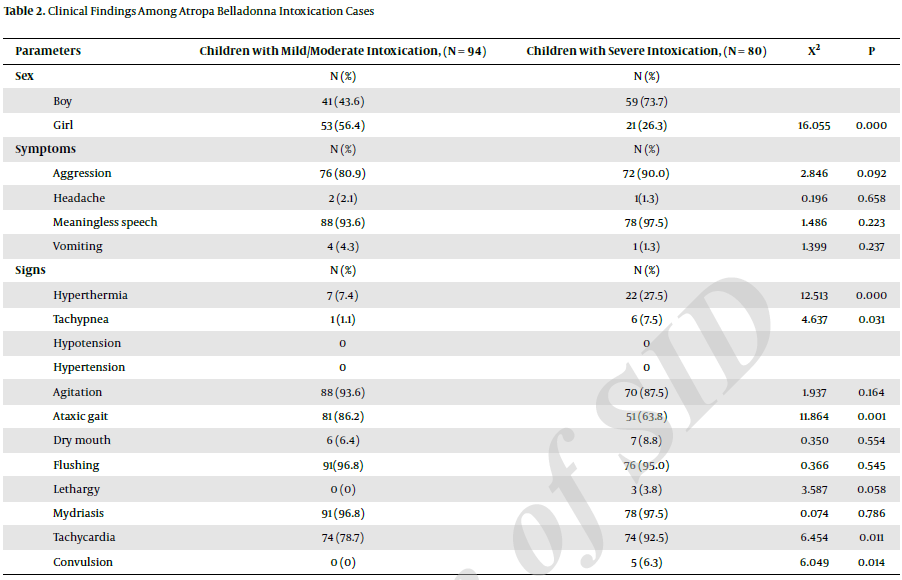 Table 2. Clinical Findings Among Atropa Belladonna Intoxication Cases
Parameters Children with Mild/Moderate Intoxication, (N = 94) Children with Severe Intoxication, (N = 80) X² P
Sex N (%) N (%)
Boy 41 (43.6) 59 (73.7)
Girl 53 (56.4) 21 (26.3) 16.055 0.000
Symptoms N (%) N (%)
Aggression 76 (80.9) 72 (90.0) 2.846 0.092
Headache 2 (2.1) 1(1.3) 0.196 0.658
Meaningless speech 88 (93.6) 78 (97.5) 1.486 0.223
Vomiting 4 (4.3) 1 (1.3) 1.399 0.237
Signs N (%) N (%)
Hyperthermia 7 (7.4) 22 (27.5) 12.513 0.000
Tachypnea 1 (1.1) 6 (7.5) 4.637 0.031
Hypotension 0 0
Hypertension 0 0
Agitation 88 (93.6) 70 (87.5) 1.937 0.164
Ataxic gait 81 (86.2) 51 (63.8) 11.864 0.001
Dry mouth 6 (6.4) 7 (8.8) 0.350 0.554
Flushing 91(96.8) 76 (95.0) 0.366 0.545
Lethargy 0 (0) 3 (3.8) 3.587 0.058
Mydriasis 91 (96.8) 78 (97.5) 0.074 0.786
Tachycardia 74 (78.7) 74 (92.5) 6.454 0.011
Convulsion 0 (0) 5 (6.3) 6.049 0.014
of SID